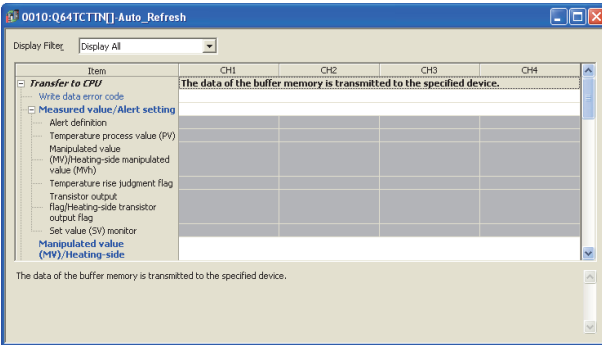 0010:Q64TCTTN[]-Auto_Refresh
Display Filter Display All
Item CH1 CH2 CH3 CH4
Transfer to CPU The data of the buffer memory is transmitted to the specified device.
Write data error code
Measured value/Alert setting
Alert definition
Temperature process value (PV)
Manipulated value
(MV)/Heating-side manipulated
value (MVh)
Temperature rise judgment flag
Transistor output
flag/Heating-side transistor
output flag
Set value (SV) monitor
Manipulated value
(MV)/Heating-side
The data of the buffer memory is transmitted to the specified device.